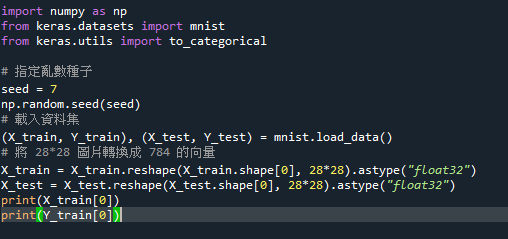 import numpy as np
from keras.datasets import mnist
from keras.utils import to_categorical
# 指定亂數種子
seed = 7
np.random.seed(seed)
# 載入資料集
(X_train, Y_train), (X_test, Y_test) = mnist.load_data()
# 將 28*28 圖片轉換成 784 的向量
X_train = X_train.reshape(X_train.shape[0], 28*28).astype("float32")
X_test = X_test.reshape(X_test.shape[0], 28*28).astype("float32")
print(X_train[0])
print(Y_train[0])